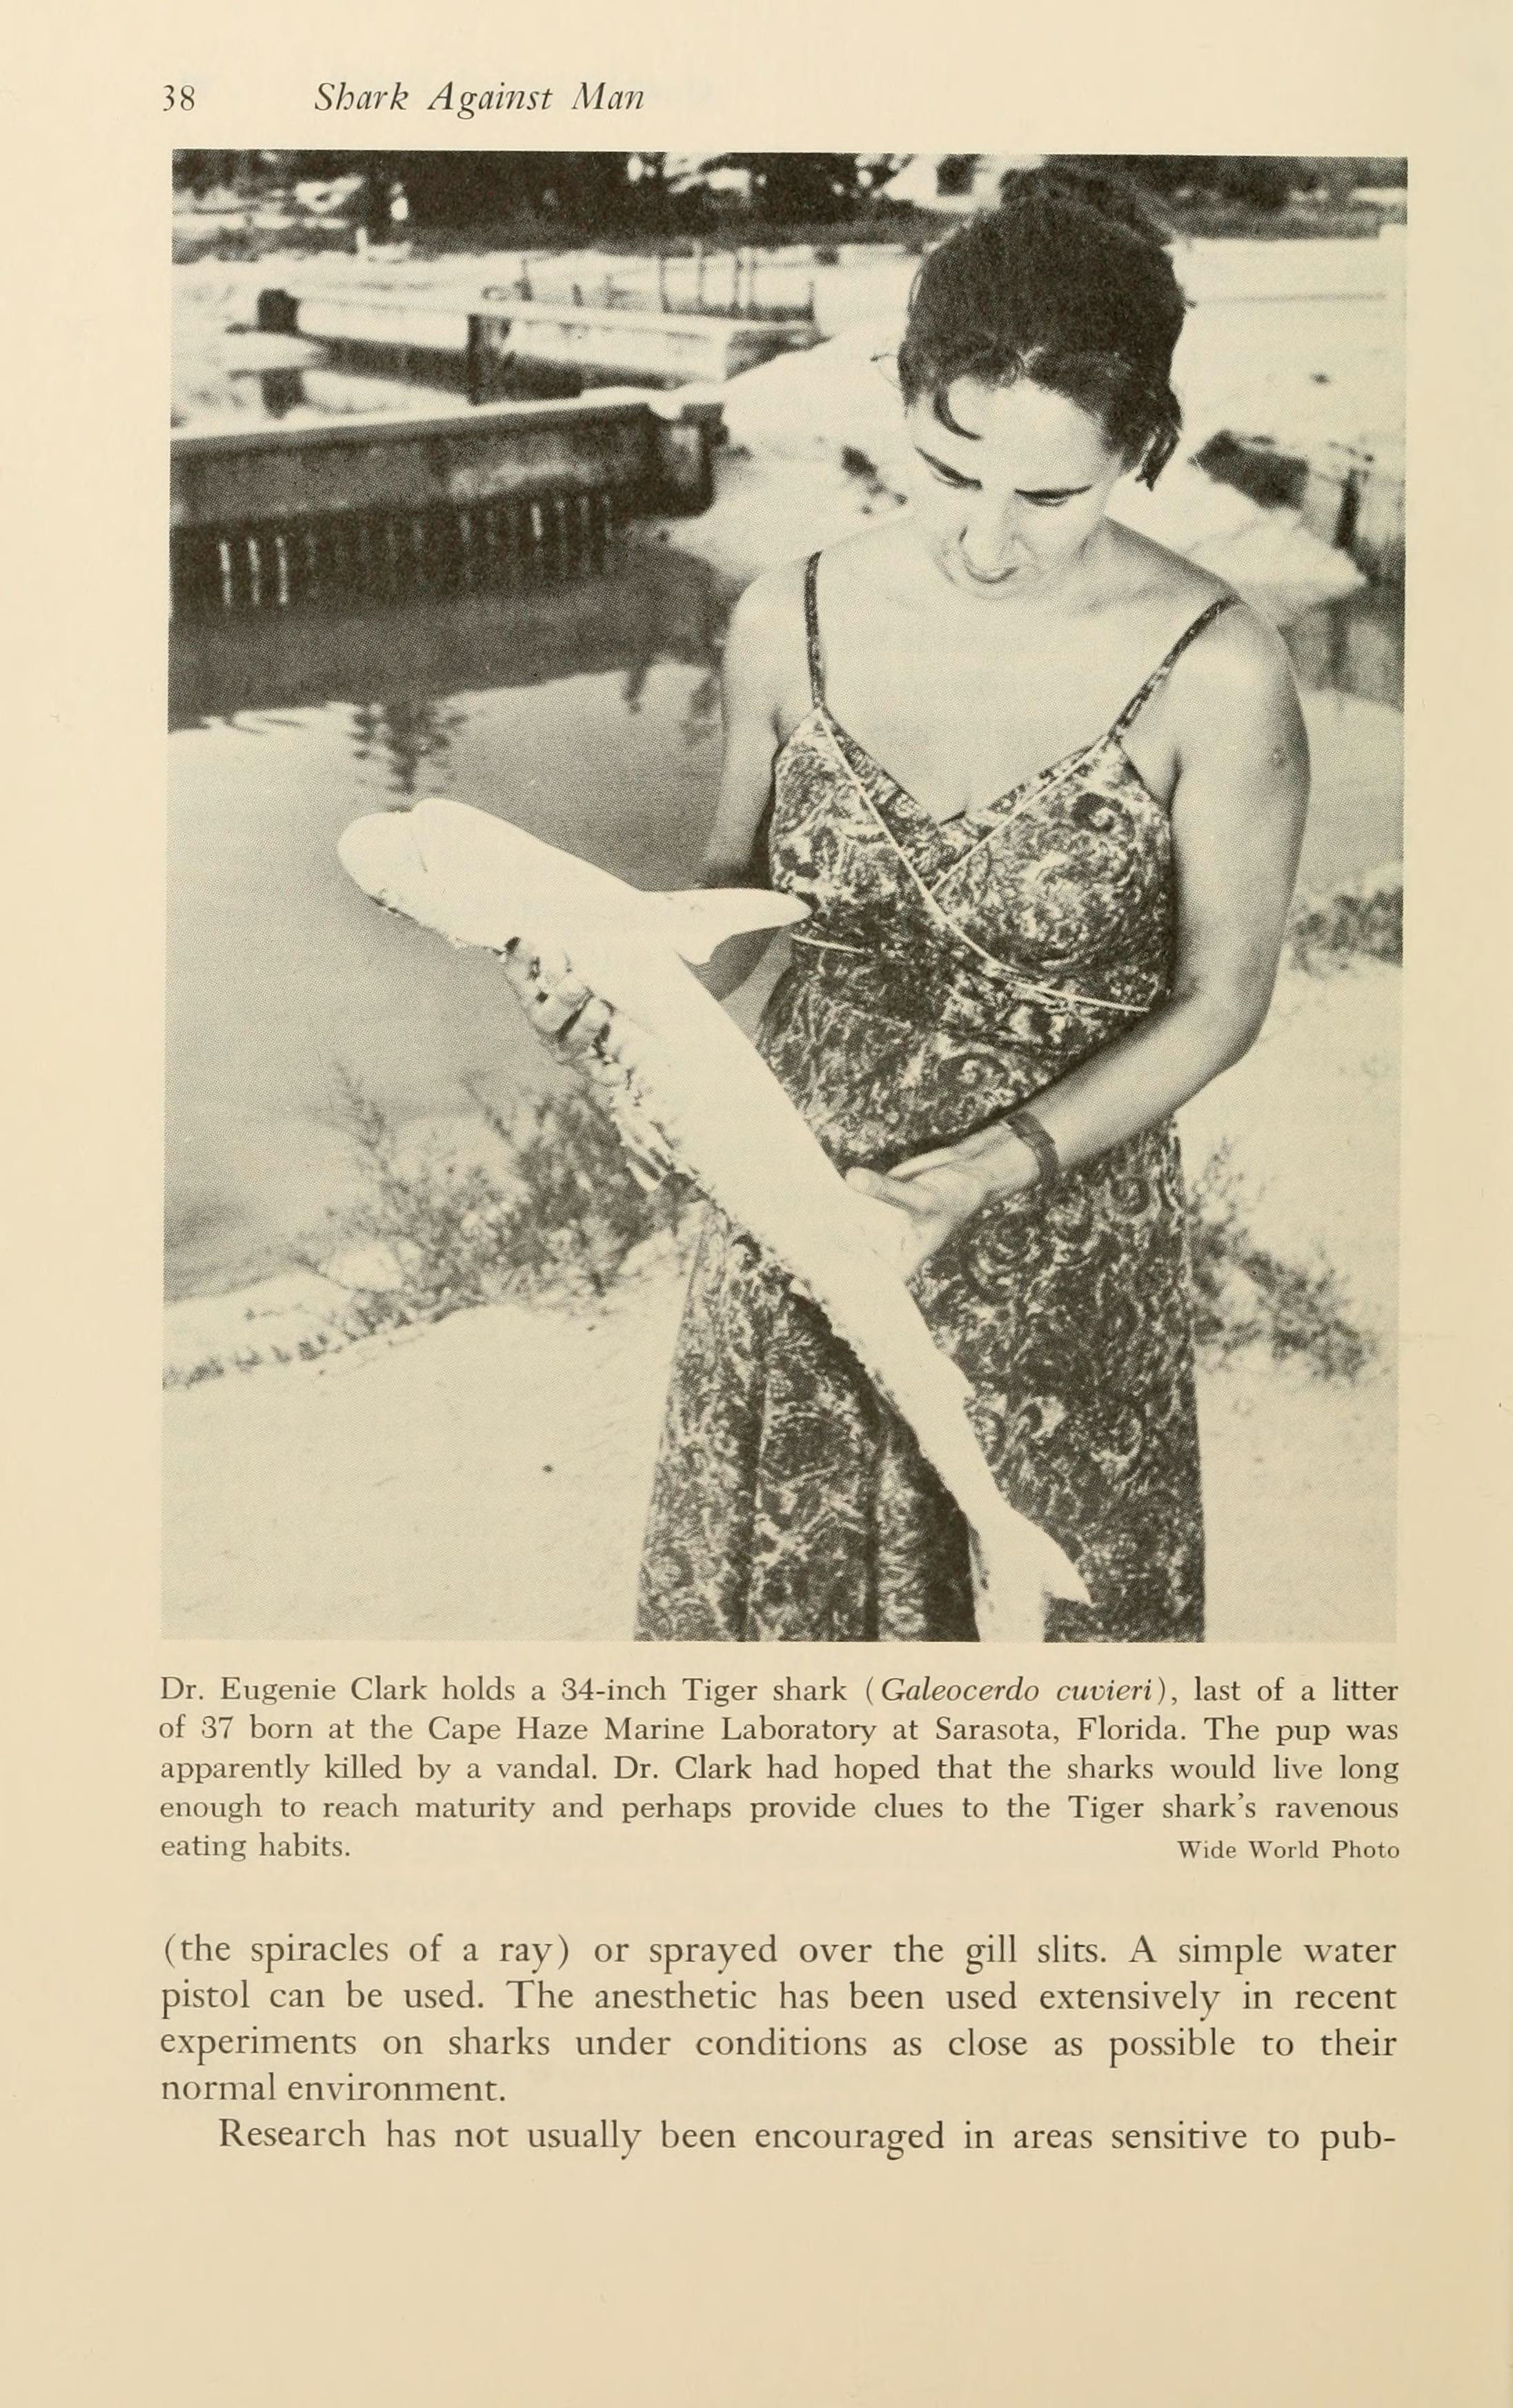 38 Shark Against Man
Dr. Eugenie Clark holds a 34-inch Tiger shark (Galeocerdo cuvieri), last of a litter
of 37 born at the Cape Haze Marine Laboratory at Sarasota, Florida. The pup was
apparently killed by a vandal. Dr. Clark had hoped that the sharks would live long
enough to reach maturity and perhaps provide clues to the Tiger shark's ravenous
eating habits. Wide World Photo
(the spiracles of a ray) or sprayed over the gill slits. A simple water
pistol can be used. The anesthetic has been used extensively in recent
experiments on sharks under conditions as close as possible to their
normal environment.
Research has not usually been encouraged in areas sensitive to pub-